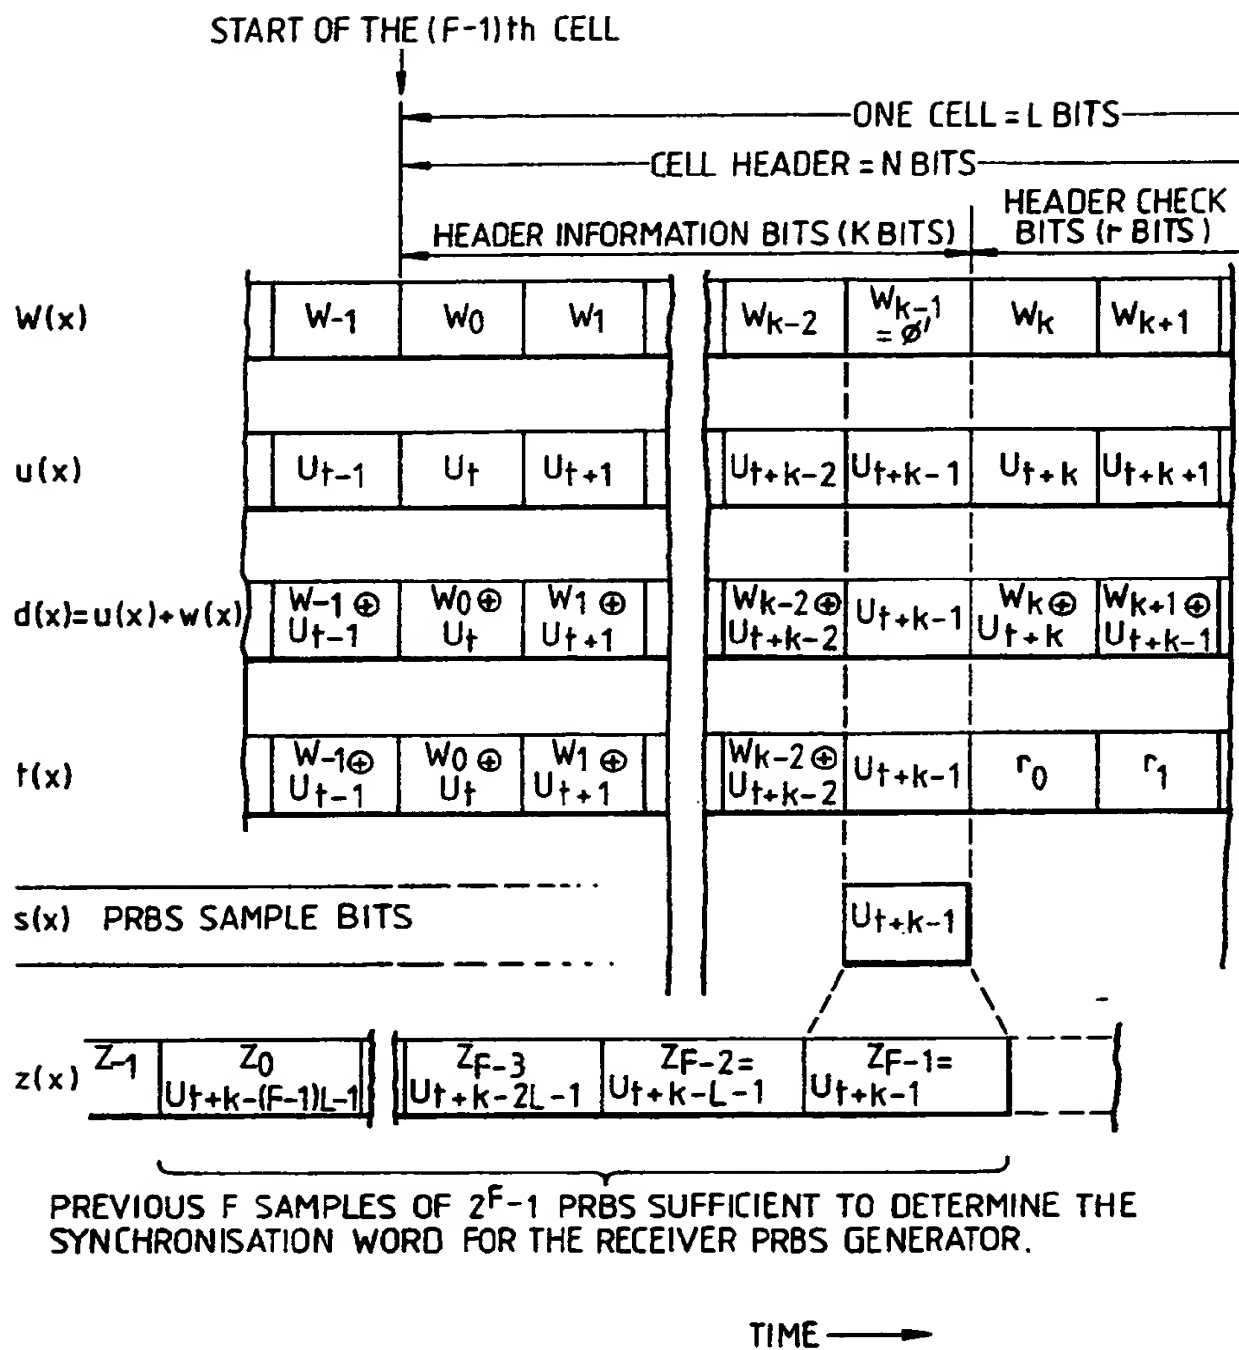 START OF THE (F-1)th CELL
ONE CELL = L BITS
CELL HEADER = N BITS
HEADER INFORMATION BITS (K BITS)
HEADER CHECK
BITS (r BITS)
W(x) W-1 W0 W1 Wk-2 Wk-1 = Ø' Wk Wk+1
u(x) Ut-1 Ut Ut+1 Ut+k-2 Ut+k-1 Ut+k Ut+k+1
d(x)=u(x)+w(x) W-1 ⊕ Ut-1 W0 ⊕ Ut W1 ⊕ Ut+1 Wk-2 ⊕ Ut+k-2 Ut+k-1 Wk ⊕ Ut+k Wk+1 ⊕ Ut+k-1
t(x) W-1 ⊕ Ut-1 W0 ⊕ Ut W1 ⊕ Ut+1 Wk-2 ⊕ Ut+k-2 Ut+k-1 r0 r1
s(x) PRBS SAMPLE BITS Ut+k-1
z(x) Z-1 Z0 Ut+k-(F-1)L-1 ZF-3 Ut+k-2L-1 ZF-2= Ut+k-L-1 ZF-1= Ut+k-1
PREVIOUS F SAMPLES OF 2^F-1 PRBS SUFFICIENT TO DETERMINE THE
SYNCHRONISATION WORD FOR THE RECEIVER PRBS GENERATOR.
TIME